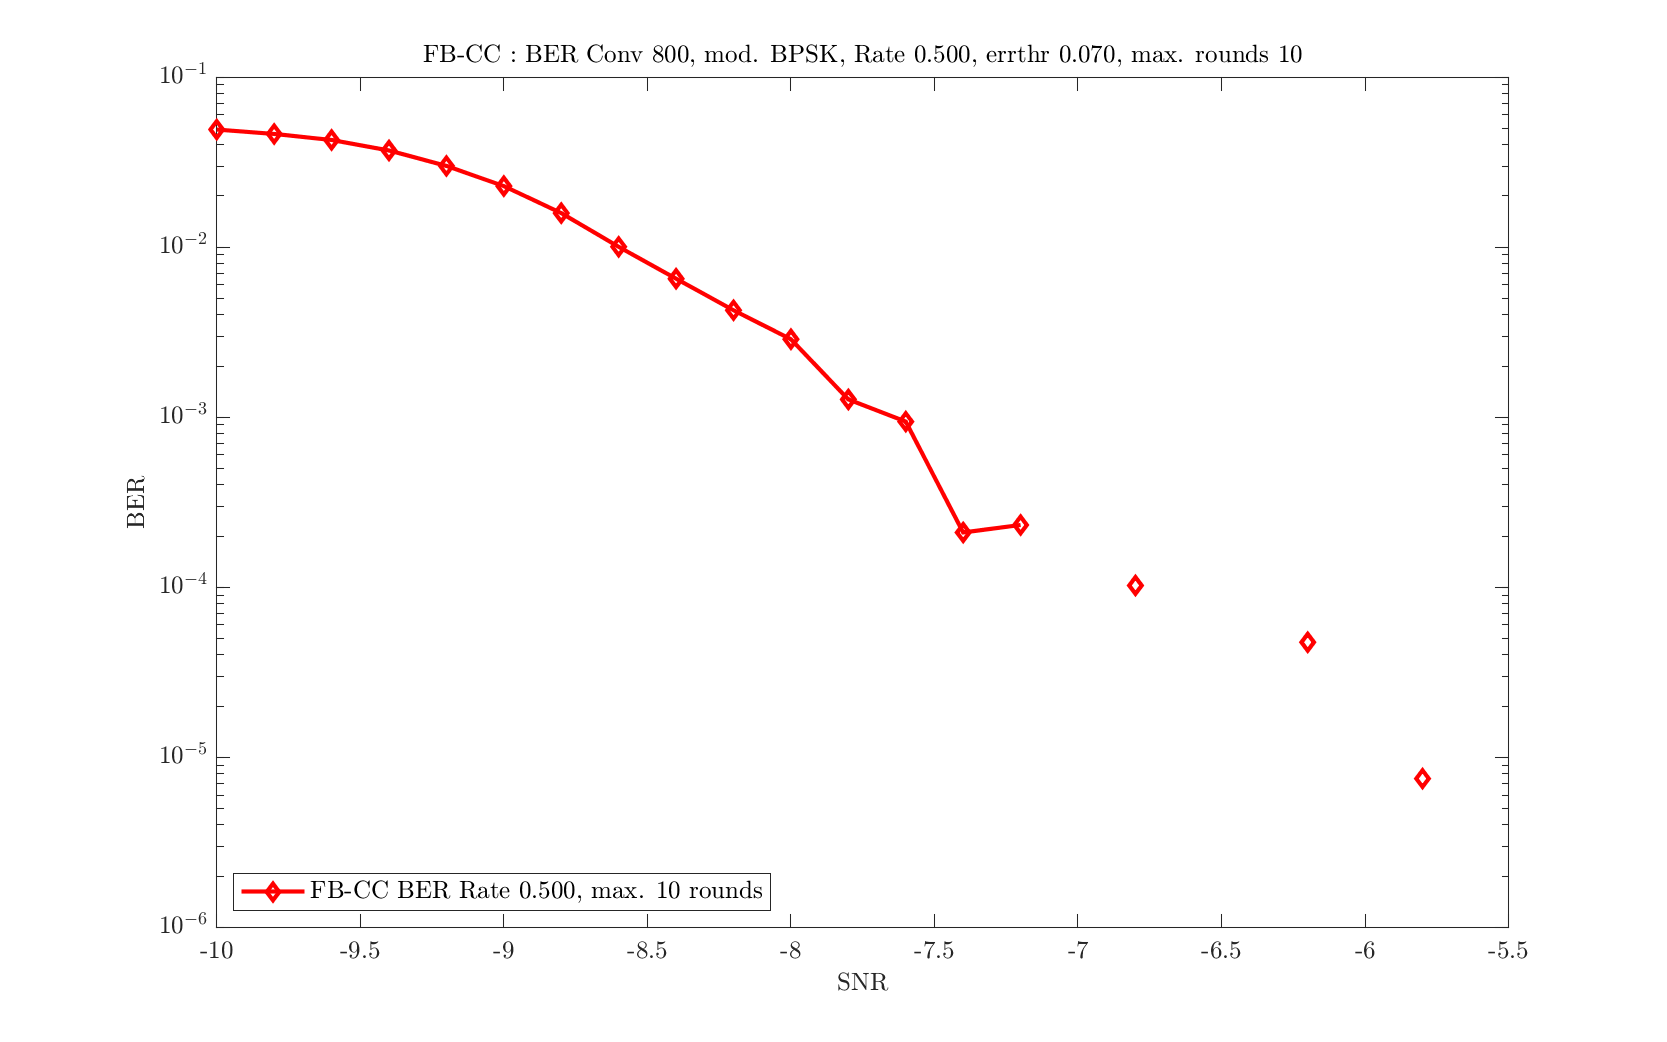 FB-CC : BER Conv 800, mod. BPSK, Rate 0.500, errthr 0.070, max. rounds 10
10^{-1}
10^{-2}
10^{-3}
10^{-4}
10^{-5}
10^{-6}
BER
FB-CC BER Rate 0.500, max. 10 rounds
-10 -9.5 -9 -8.5 -8 -7.5 -7 -6.5 -6 -5.5
SNR